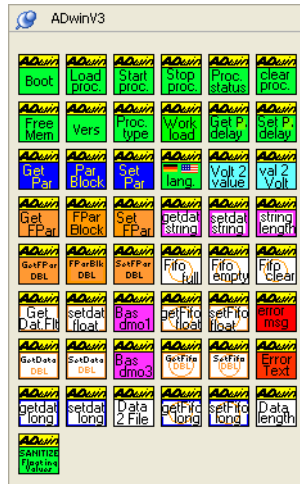 ADwinV3
ADwin ADwin ADwin ADwin ADwin ADwin
Boot Load proc. Start proc. Stop proc. Proc. status clear proc.
ADwin ADwin ADwin ADwin ADwin ADwin
Free Mem Vers Proc. type Work load Get P. delay Set P. delay
ADwin ADwin ADwin ADwin ADwin ADwin
Get Par Par Block Set Par lang. Volt 2 value val 2 Volt
ADwin ADwin ADwin ADwin ADwin ADwin
Get FPar FPar Block Set FPar getdat string setdat string string length
ADwin ADwin ADwin ADwin ADwin ADwin
GetFPar DBL FParBlk DBL SetFPar DBL Fifo full Fifo empty Fifo clear
ADwin ADwin ADwin ADwin ADwin ADwin
Get Dat.Flt setdat float Bas dmo1 getFifo float setFifo float error msg
ADwin ADwin ADwin ADwin ADwin ADwin
GetData DBL SetData DBL Bas dmo3 GetFifo DBL SetFifo DBL Error Text
ADwin ADwin ADwin ADwin ADwin ADwin
getdat long setdat long Data 2 File getFifo long setFifo long Data length
ADwin
SANITIZE Floating Values